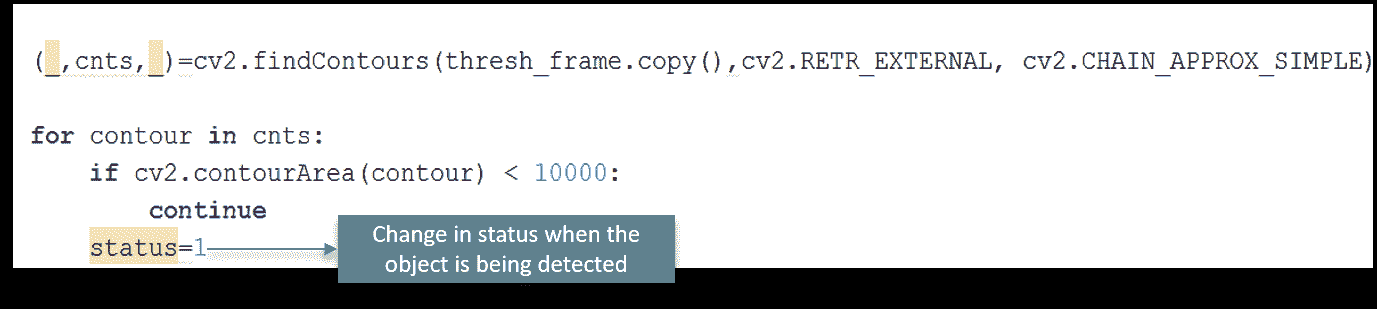 (_,cnts,_)=cv2.findContours(thresh_frame.copy(),cv2.RETR_EXTERNAL, cv2.CHAIN_APPROX_SIMPLE)
for contour in cnts:
    if cv2.contourArea(contour) < 10000:
        continue
    status=1
Change in status when the
object is being detected